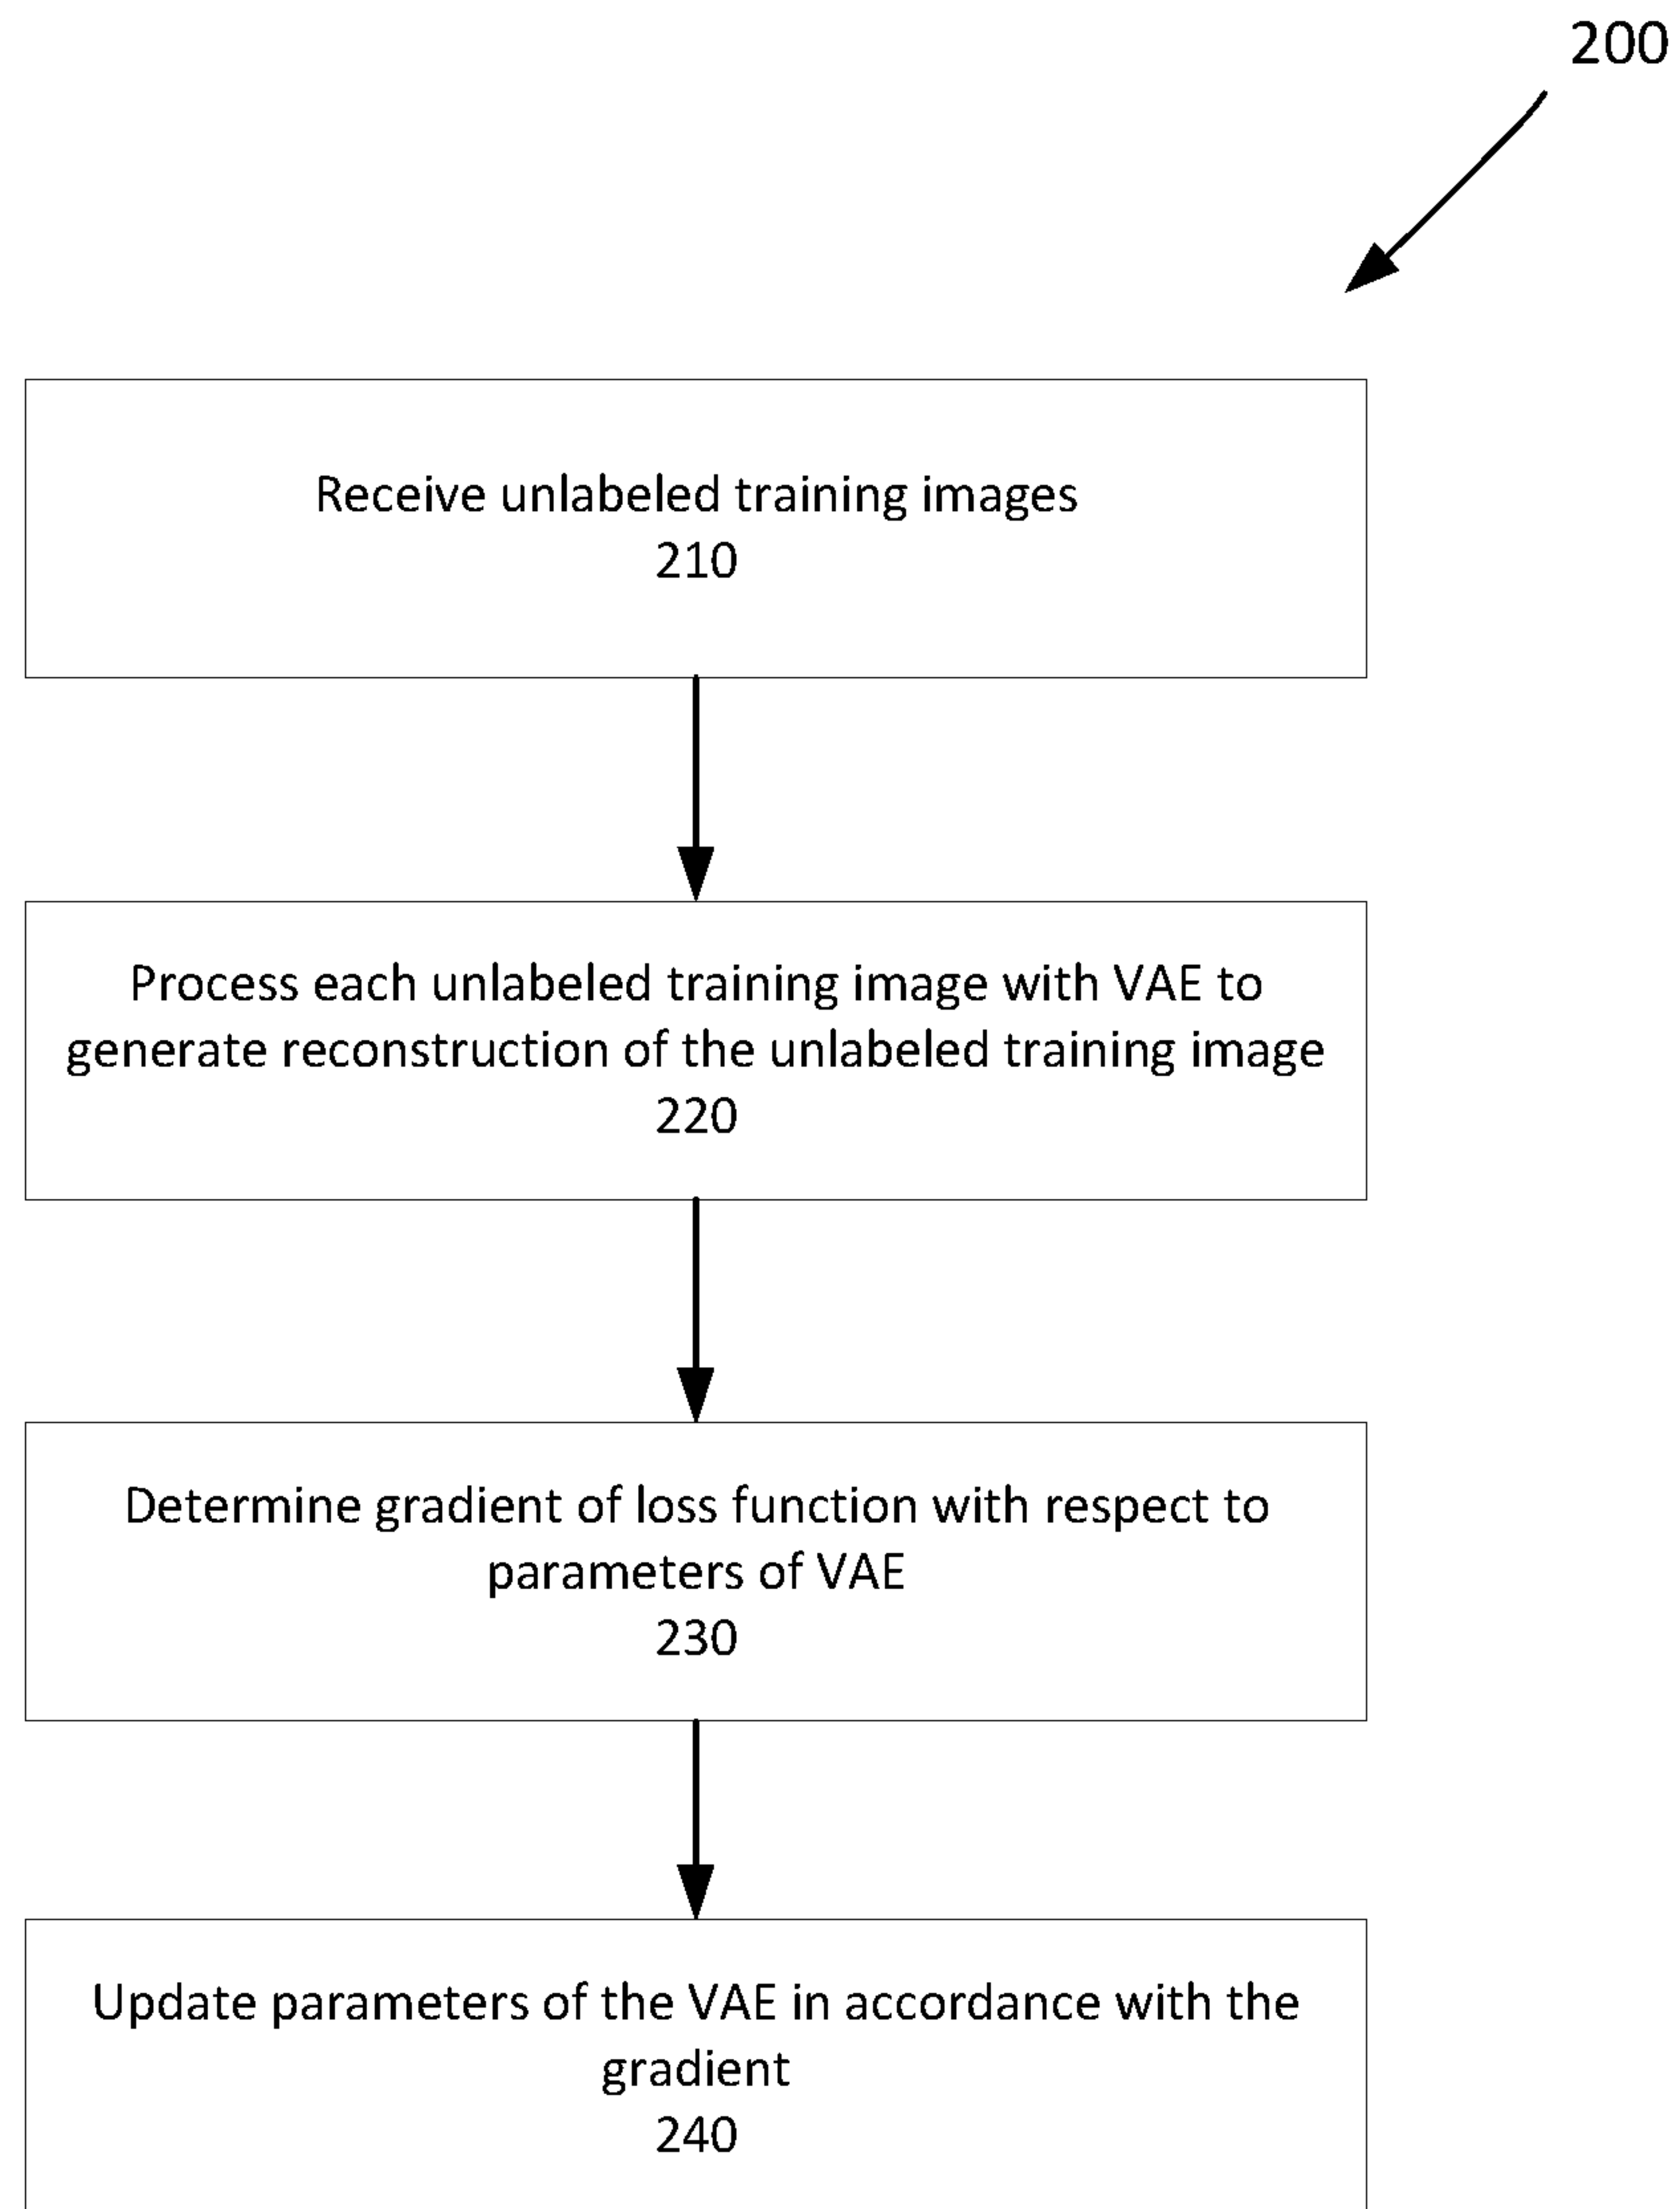 200
Receive unlabeled training images
210
Process each unlabeled training image with VAE to
generate reconstruction of the unlabeled training image
220
Determine gradient of loss function with respect to
parameters of VAE
230
Update parameters of the VAE in accordance with the
gradient
240